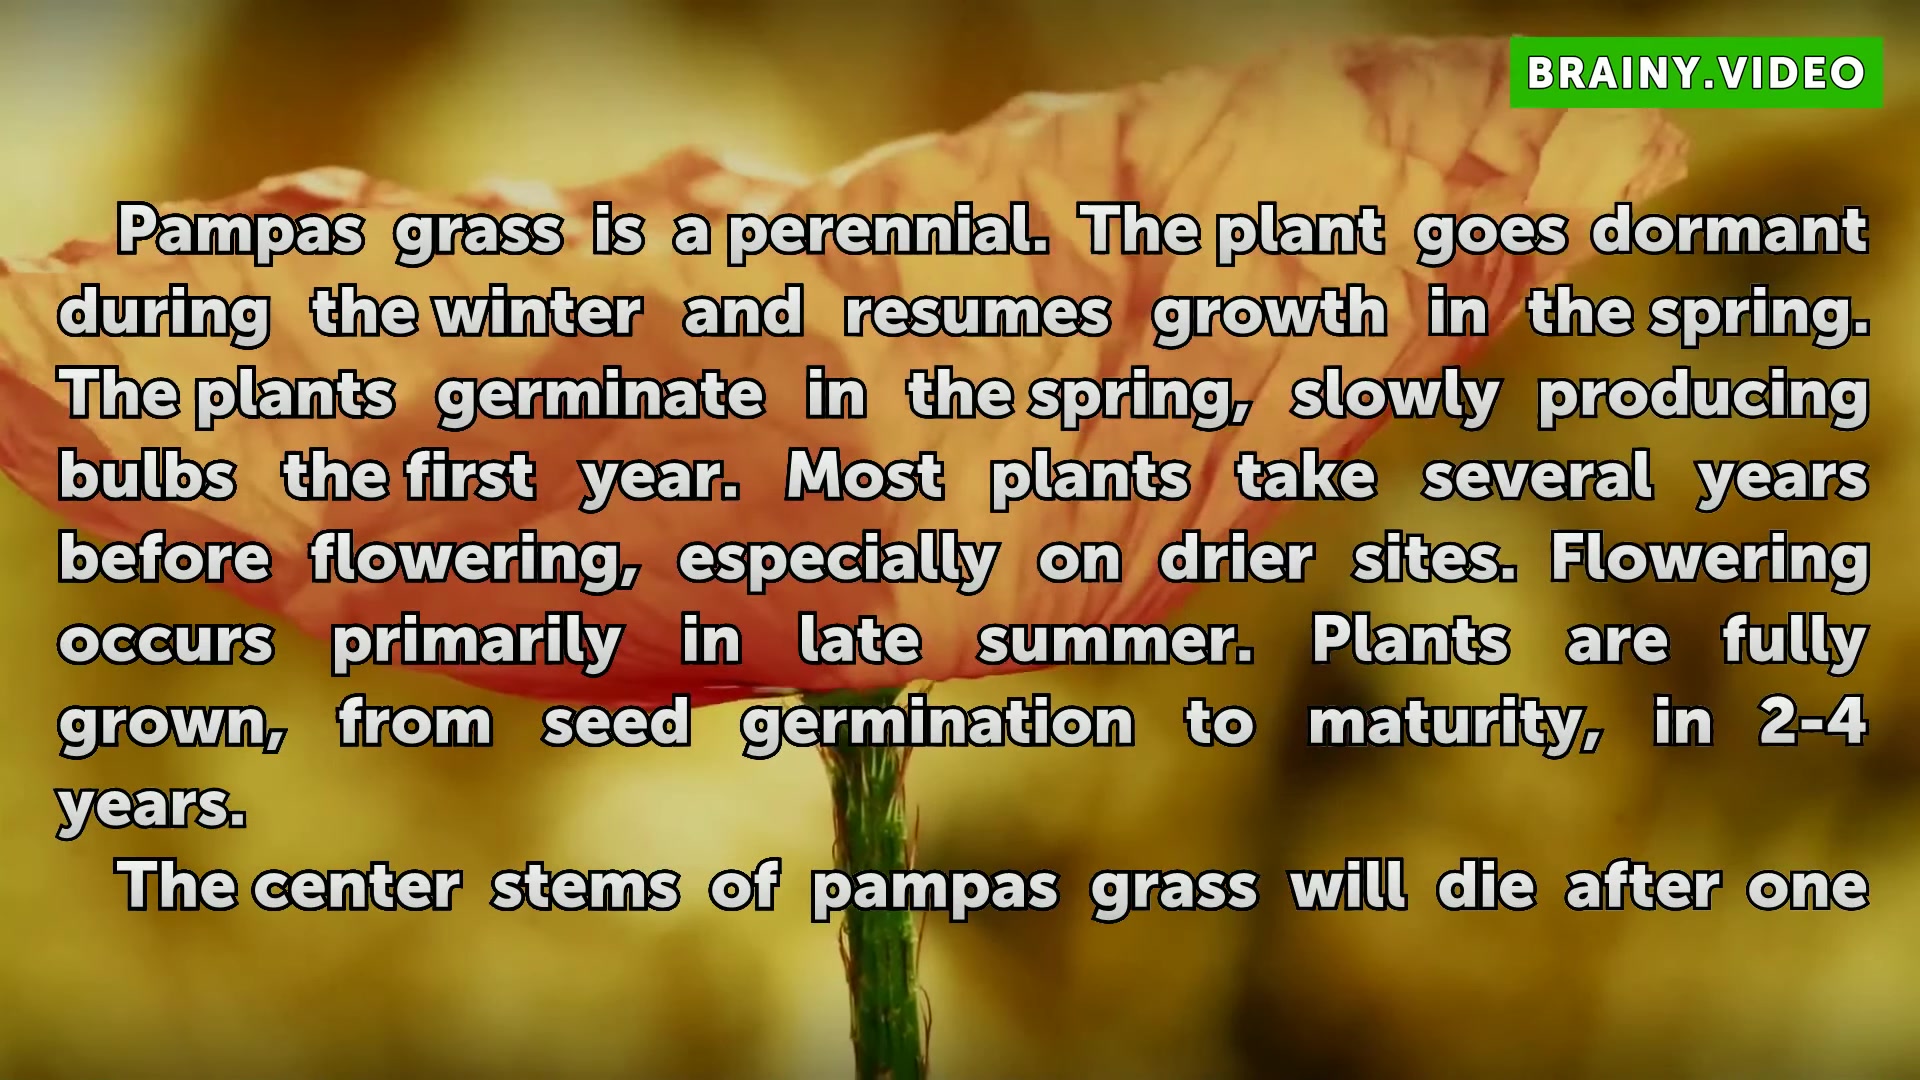 BRAINY.VIDEO
Pampas grass is a perennial. The plant goes dormant
during the winter and resumes growth in the spring.
The plants germinate in the spring, slowly producing
bulbs the first year. Most plants take several years
before flowering, especially on drier sites. Flowering
occurs primarily in late summer. Plants are fully
grown, from seed germination to maturity, in 2-4
years.
The center stems of pampas grass will die after one